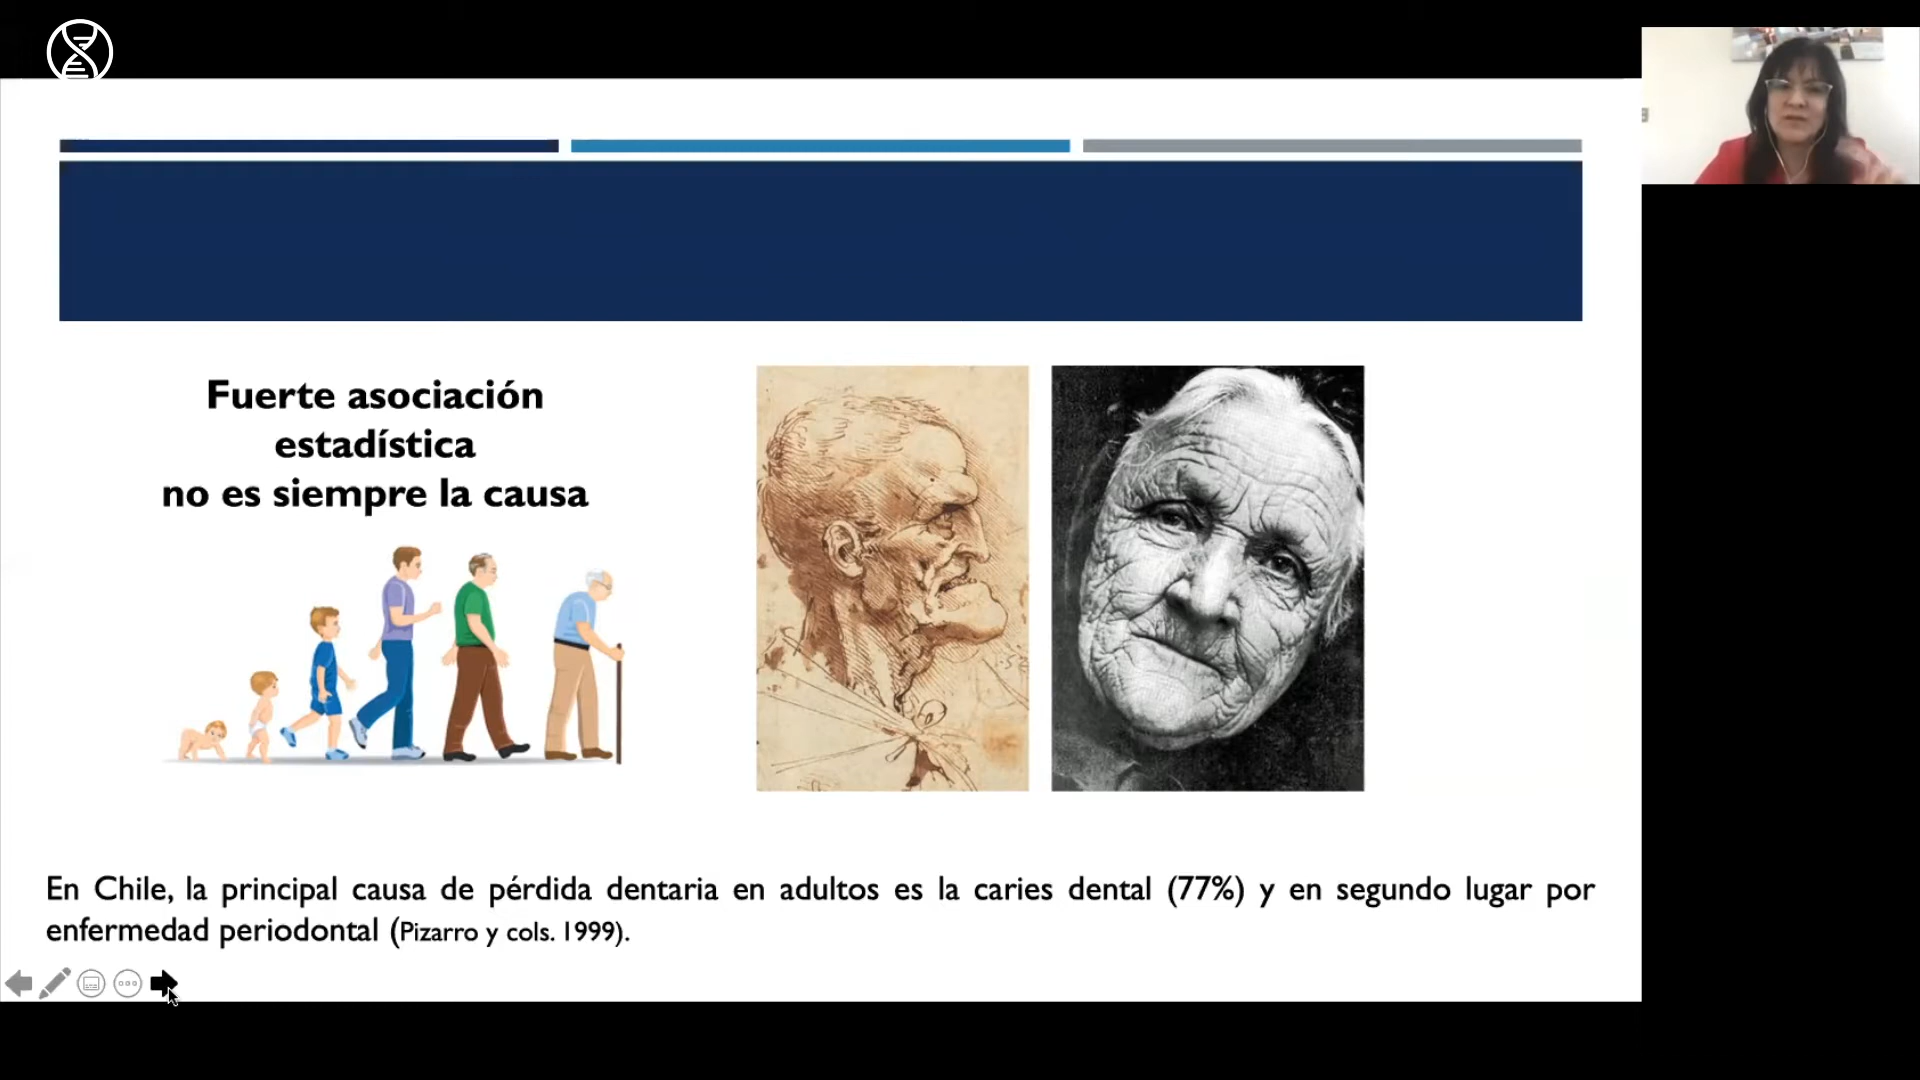 Fuerte asociación
estadística
no es siempre la causa
En Chile, la principal causa de pérdida dentaria en adultos es la caries dental (77%) y en segundo lugar por
enfermedad periodontal (Pizarro y cols. 1999).